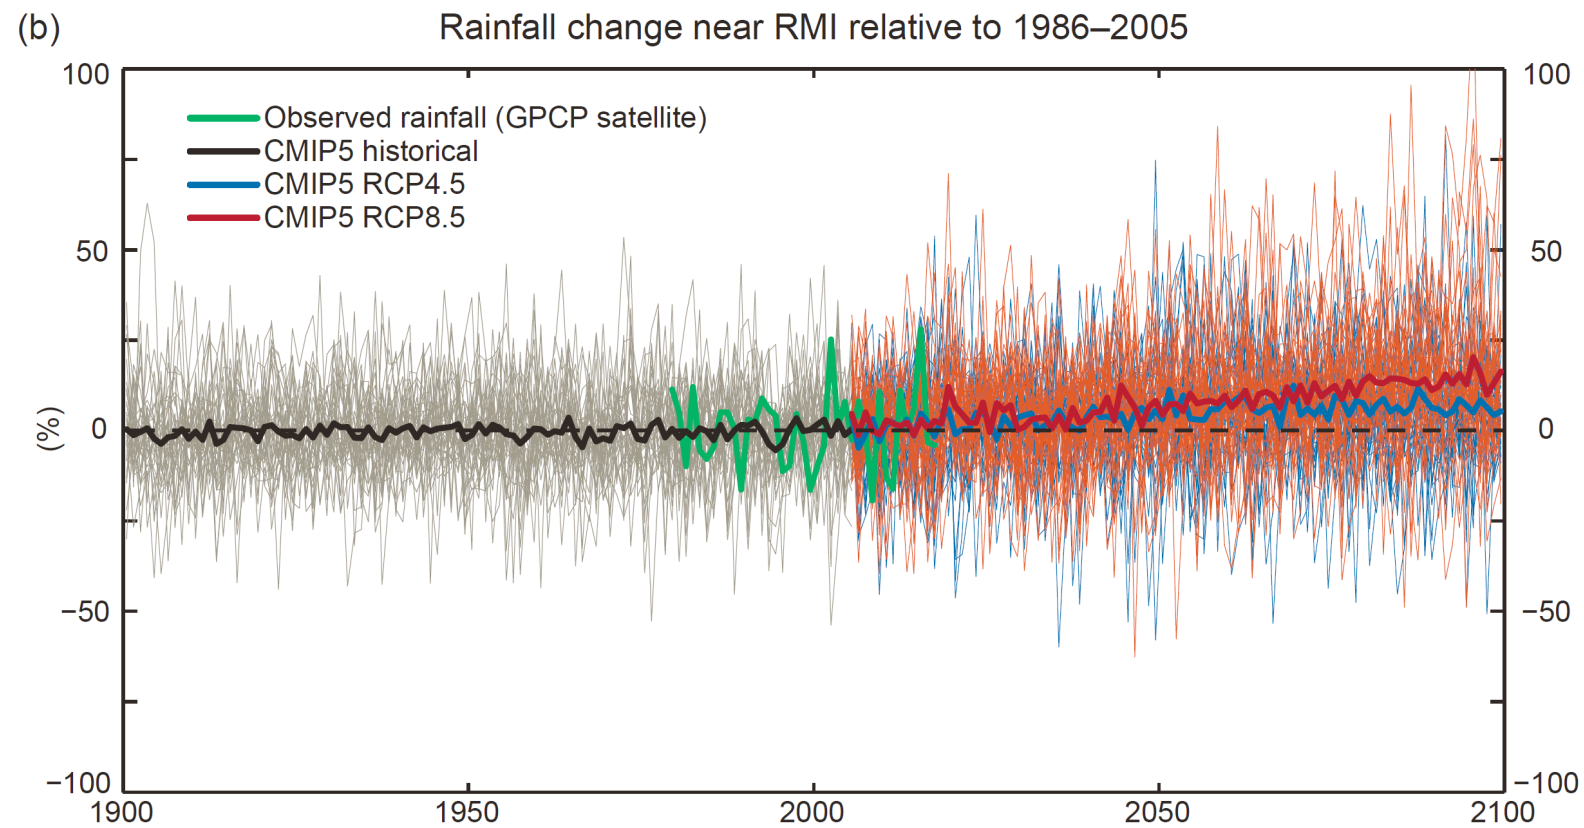 (b) Rainfall change near RMI relative to 1986–2005
100 100
Observed rainfall (GPCP satellite)
CMIP5 historical
CMIP5 RCP4.5
CMIP5 RCP8.5
50 50
(%)
0 0
−50 −50
−100 −100
1900 1950 2000 2050 2100